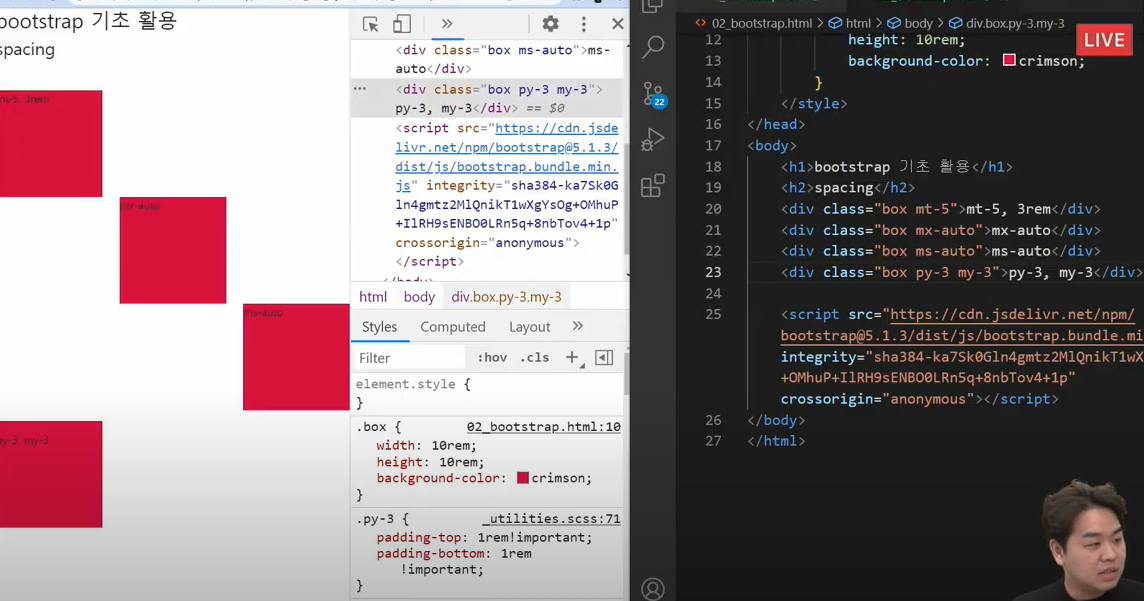 bootstrap 기초 활용
spacing
mt-5, 3rem
mx-auto
ms-auto
py-3, my-3
»
<div class="box ms-auto">ms-
auto</div>
<div class="box py-3 my-3">
py-3, my-3</div> == $0
<script src="https://cdn.jsde
livr.net/npm/bootstrap@5.1.3/
dist/js/bootstrap.bundle.min.
js" integrity="sha384-ka7Sk0G
ln4gmtz2MlQnikT1wXgYsOg+OMhuP
+IlRH9sENBO0LRn5q+8nbTov4+1p"
crossorigin="anonymous">
</script>
</body>
html body div.box.py-3.my-3
Styles Computed Layout »
Filter :hov .cls +
element.style {
}
.box { 02_bootstrap.html:10
width: 10rem;
height: 10rem;
background-color: crimson;
}
.py-3 { _utilities.scss:71
padding-top: 1rem!important;
padding-bottom: 1rem
!important;
}
22
<> 02_bootstrap.html > html > body > div.box.py-3.my-3
LIVE
12 height: 10rem;
13 background-color: crimson;
14 }
15 </style>
16 </head>
17 <body>
18 <h1>bootstrap 기초 활용</h1>
19 <h2>spacing</h2>
20 <div class="box mt-5">mt-5, 3rem</div>
21 <div class="box mx-auto">mx-auto</div>
22 <div class="box ms-auto">ms-auto</div>
23 <div class="box py-3 my-3">py-3, my-3</div>
24
25 <script src="https://cdn.jsdelivr.net/npm/
bootstrap@5.1.3/dist/js/bootstrap.bundle.mi
integrity="sha384-ka7Sk0Gln4gmtz2MlQnikT1wX
+OMhuP+IlRH9sENBO0LRn5q+8nbTov4+1p"
crossorigin="anonymous"></script>
26 </body>
27 </html>